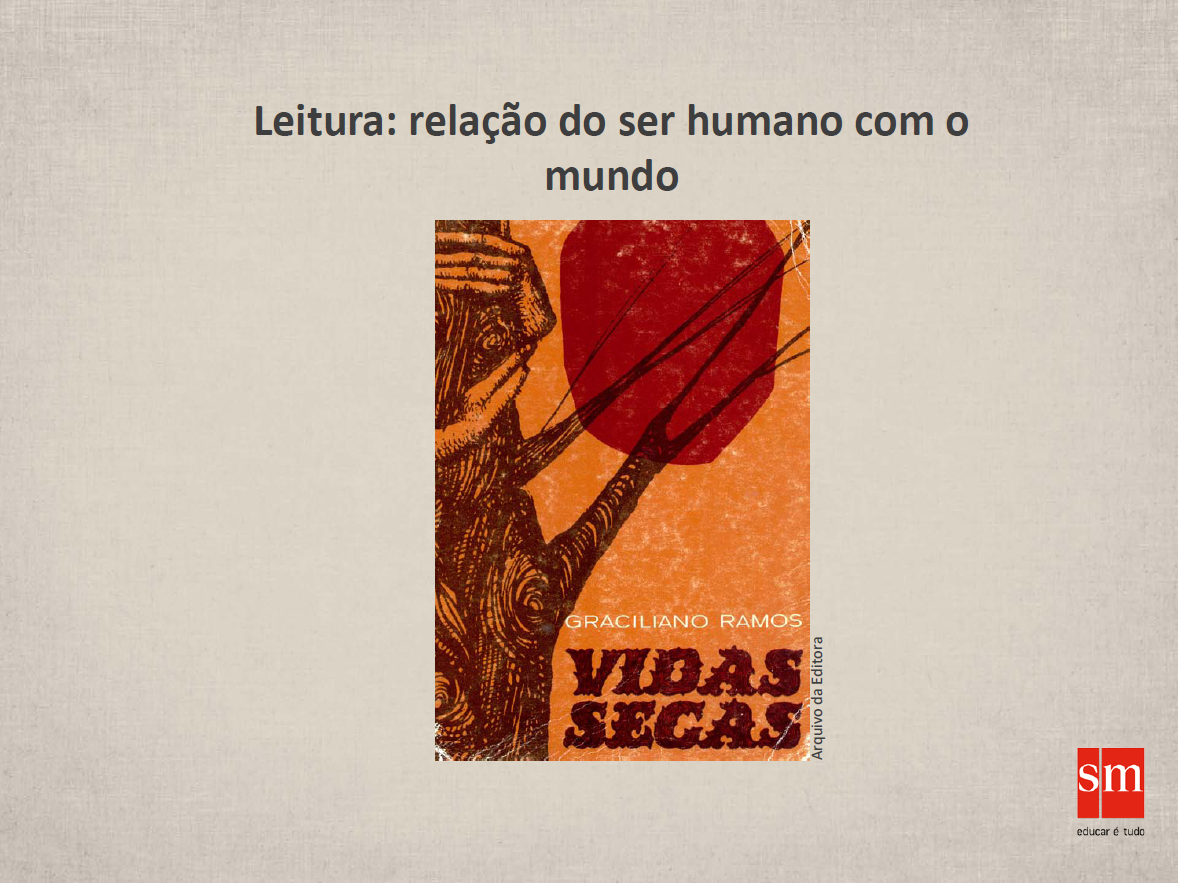 Leitura: relação do ser humano com o
mundo
GRACILIANO RAMOS
VIDAS
SECAS
Arquivo da Editora
sm
educar é tudo